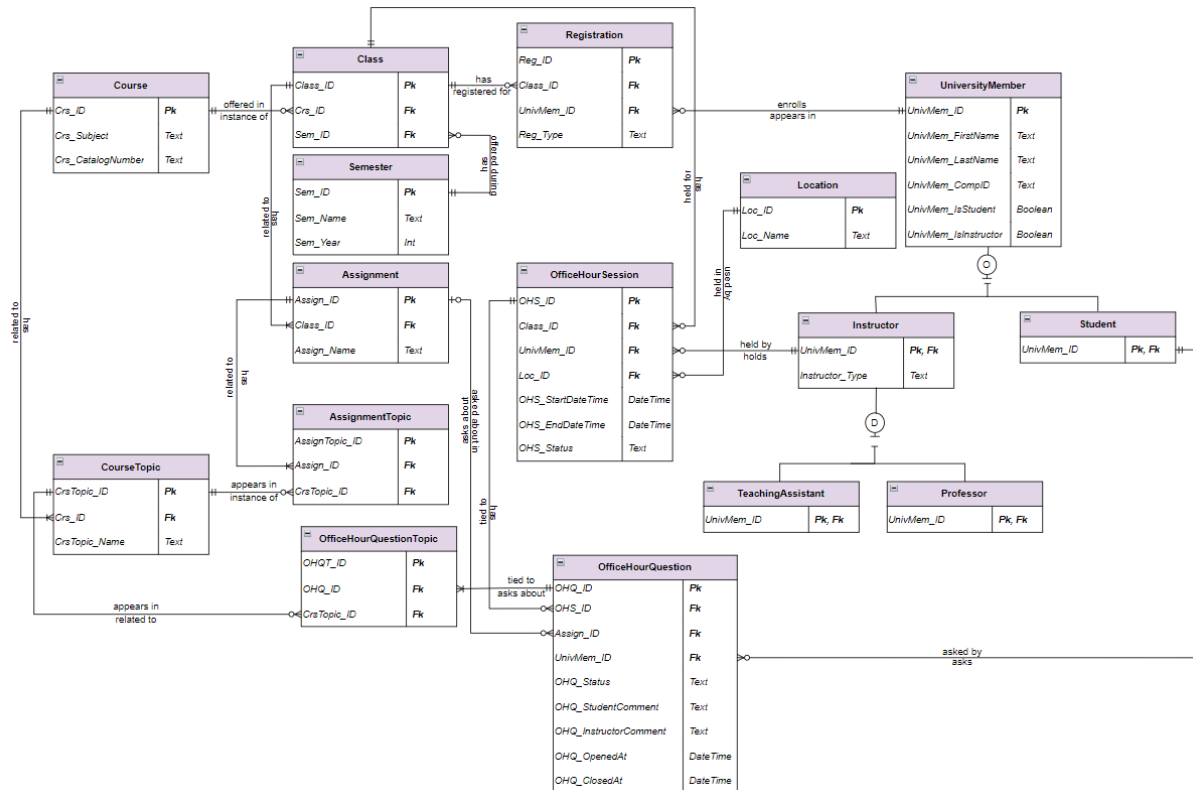 Course
Crs_ID Pk
Crs_Subject Text
Crs_CatalogNumber Text
offered in
instance of
Class
Class_ID Pk
Crs_ID Fk
Sem_ID Fk
has
registered for
Registration
Reg_ID Pk
Class_ID Fk
UnivMem_ID Fk
Reg_Type Text
enrolls
appears in
UniversityMember
UnivMem_ID Pk
UnivMem_FirstName Text
UnivMem_LastName Text
UnivMem_CompID Text
UnivMem_IsStudent Boolean
UnivMem_IsInstructor Boolean
offered during
has
Semester
Sem_ID Pk
Sem_Name Text
Sem_Year Int
held for
has
Location
Loc_ID Pk
Loc_Name Text
related to
has
related to
has
held in
used by
O
Assignment
Assign_ID Pk
Class_ID Fk
Assign_Name Text
OfficeHourSession
OHS_ID Pk
Class_ID Fk
UnivMem_ID Fk
Loc_ID Fk
OHS_StartDateTime DateTime
OHS_EndDateTime DateTime
OHS_Status Text
held by
holds
Instructor
UnivMem_ID Pk, Fk
Instructor_Type Text
Student
UnivMem_ID Pk, Fk
related to
has
asks about
asked about in
D
AssignmentTopic
AssignTopic_ID Pk
Assign_ID Fk
CrsTopic_ID Fk
CourseTopic
CrsTopic_ID Pk
Crs_ID Fk
CrsTopic_Name Text
appears in
instance of
tied to
has
TeachingAssistant
UnivMem_ID Pk, Fk
Professor
UnivMem_ID Pk, Fk
OfficeHourQuestionTopic
OHQT_ID Pk
OHQ_ID Fk
CrsTopic_ID Fk
appears in
related to
tied to
asks about
OfficeHourQuestion
OHQ_ID Pk
OHS_ID Fk
Assign_ID Fk
UnivMem_ID Fk
OHQ_Status Text
OHQ_StudentComment Text
OHQ_InstructorComment Text
OHQ_OpenedAt DateTime
OHQ_ClosedAt DateTime
asked by
asks